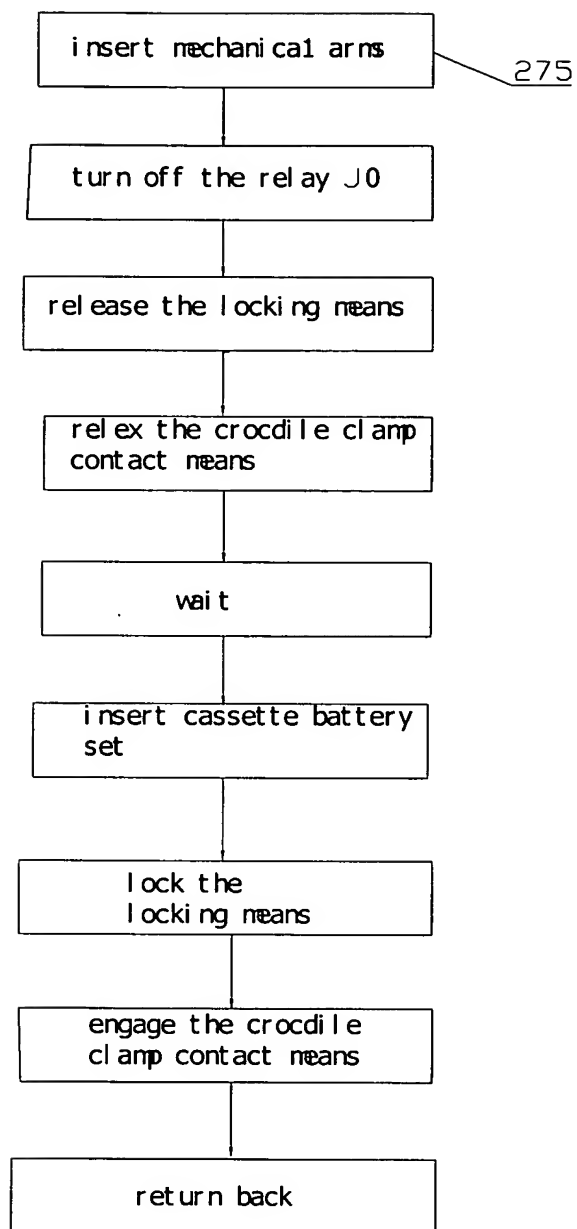 insert mechanical arms
275
turn off the relay J0
release the locking means
relex the crocdile clamp
contact means
wait
insert cassette battery
set
lock the
locking means
engage the crocdile
clamp contact means
return back